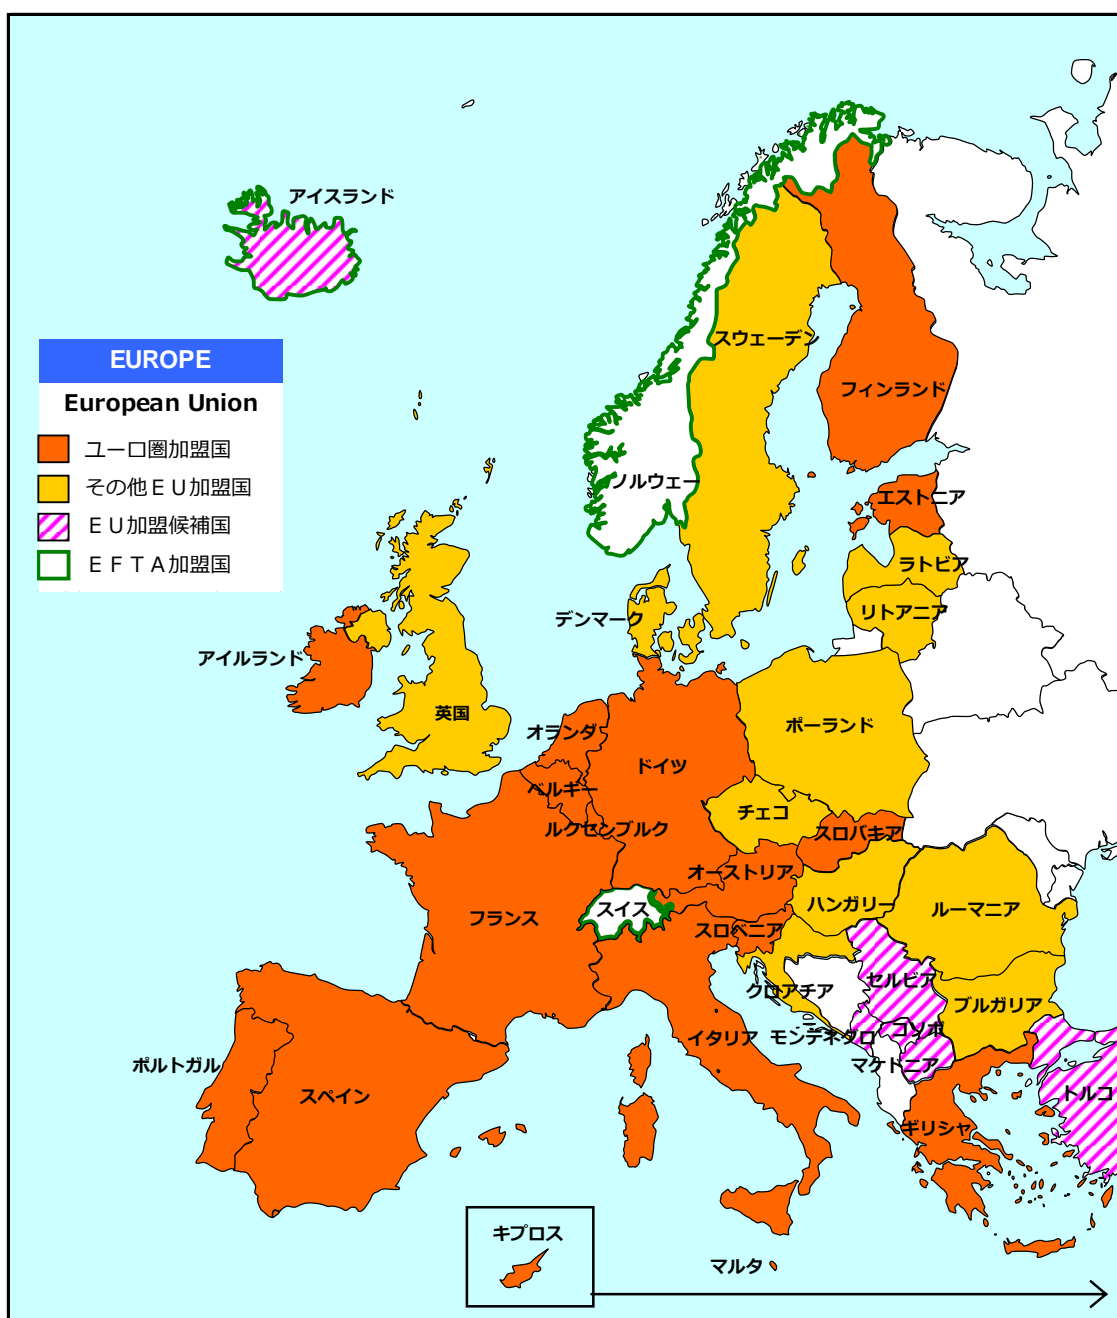 アイスランド
EUROPE
European Union
ユーロ圏加盟国
その他ＥＵ加盟国
ＥＵ加盟候補国
ＥＦＴＡ加盟国
スウェーデン
フィンランド
ノルウェー
エストニア
ラトビア
リトアニア
デンマーク
アイルランド
英国
オランダ
ポーランド
ドイツ
ベルギー
チェコ
ルクセンブルク
スロバキア
オーストリア
スイス
ハンガリー
ルーマニア
フランス
スロベニア
セルビア
クロアチア
ブルガリア
コソボ
モンテネグロ
イタリア
マケドニア
ポルトガル
スペイン
トルコ
ギリシャ
キプロス
マルタ